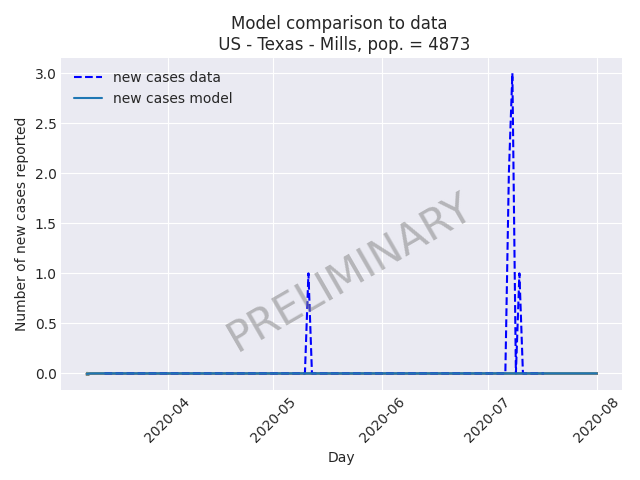 Model comparison to data
US - Texas - Mills, pop. = 4873
new cases data
new cases model
3.0
2.5
2.0
1.5
1.0
0.5
0.0
Number of new cases reported
PRELIMINARY
2020-04
2020-05
2020-06
2020-07
2020-08
Day